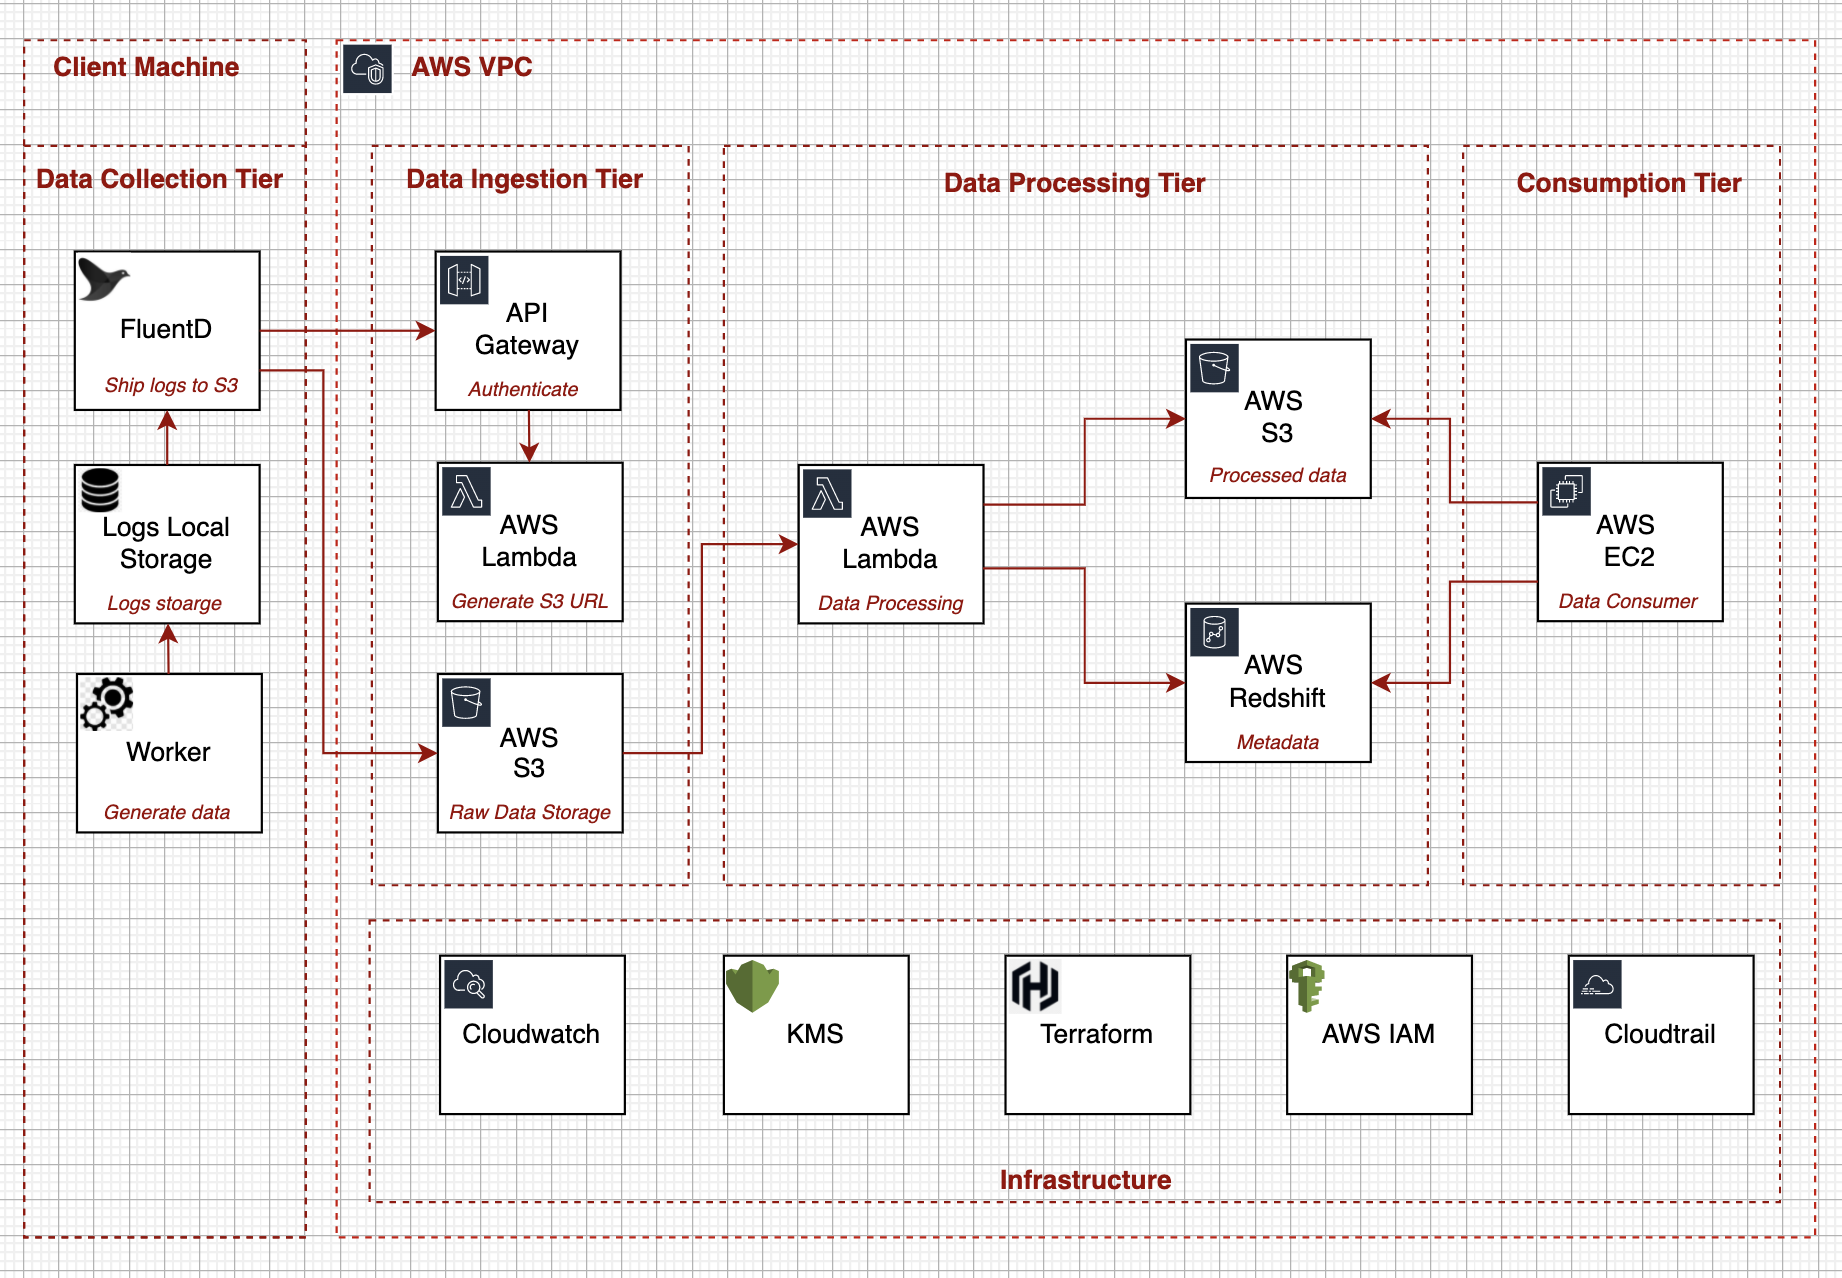 Client Machine
AWS VPC
Data Collection Tier
Data Ingestion Tier
Data Processing Tier
Consumption Tier
FluentD
Ship logs to S3
Logs Local
Storage
Logs stoarge
Worker
Generate data
API
Gateway
Authenticate
AWS
Lambda
Generate S3 URL
AWS
S3
Raw Data Storage
AWS
Lambda
Data Processing
AWS
S3
Processed data
AWS
Redshift
Metadata
AWS
EC2
Data Consumer
Cloudwatch
KMS
Terraform
AWS IAM
Cloudtrail
Infrastructure